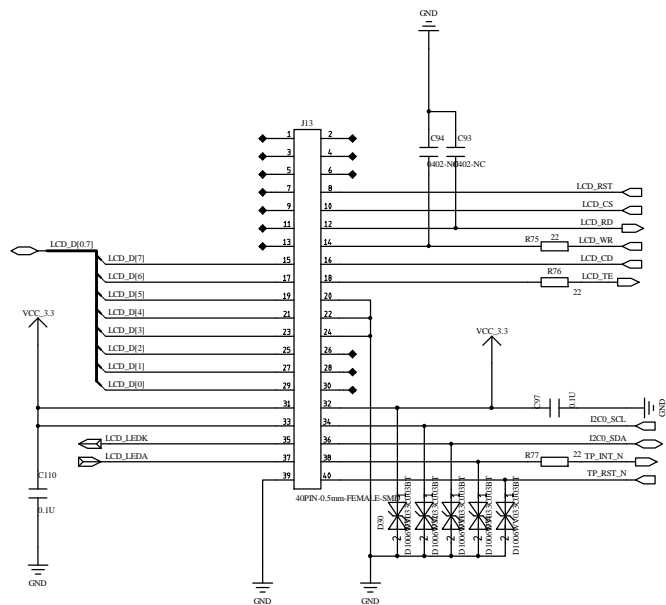 GND
J13
C94
C93
0402-NC
0402-NC
1
2
3
4
5
6
7
8
LCD_RST
9
10
LCD_CS
11
12
LCD_RD
13
14
R75
22
LCD_WR
LCD_D[0.7]
LCD_D[7]
15
16
LCD_CD
LCD_D[6]
17
18
R76
22
LCD_TE
LCD_D[5]
19
20
LCD_D[4]
21
22
VCC_3.3
LCD_D[3]
23
24
VCC_3.3
LCD_D[2]
25
26
LCD_D[1]
27
28
LCD_D[0]
29
30
31
32
C97
0.1U
GND
33
34
I2C0_SCL
LCD_LEDK
35
36
I2C0_SDA
LCD_LEDA
37
38
R77
22
TP_INT_N
39
40
TP_RST_N
C110
0.1U
40PIN-0.5mm-FEMALE-SMD
D30
2
2
2
2
2
GND
GND
GND